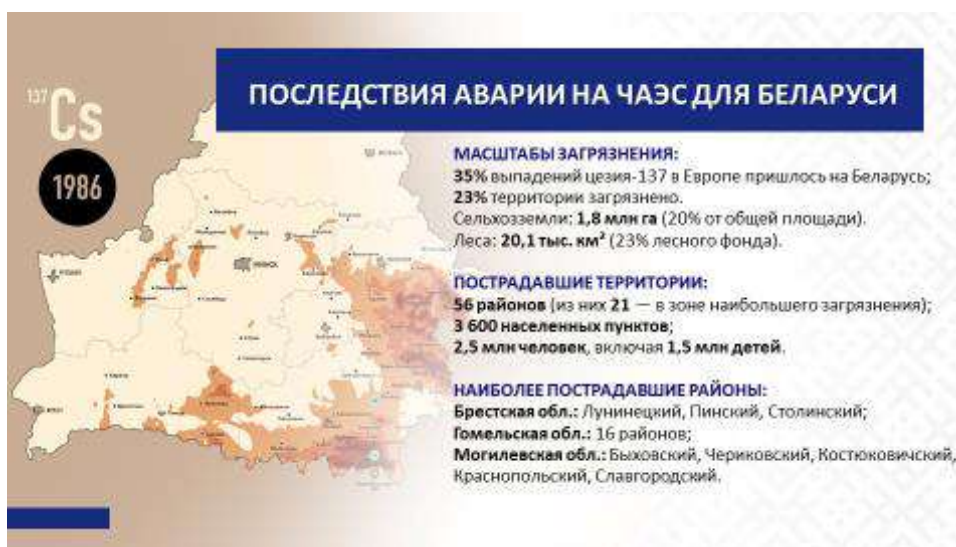 ПОСЛЕДСТВИЯ АВАРИИ НА ЧАЭС ДЛЯ БЕЛАРУСИ
137
Cs
1986
МАСШТАБЫ ЗАГРЯЗНЕНИЯ:
35% выпадений цезия-137 в Европе пришлось на Беларусь;
23% территории загрязнено.
Сельхозземли: 1,8 млн га (20% от общей площади).
Леса: 20,1 тыс. км² (23% лесного фонда).
ПОСТРАДАВШИЕ ТЕРРИТОРИИ:
56 районов (из них 21 — в зоне наибольшего загрязнения);
3 600 населенных пунктов;
2,5 млн человек, включая 1,5 млн детей.
НАИБОЛЕЕ ПОСТРАДАВШИЕ РАЙОНЫ:
Брестская обл.: Лунинецкий, Пинский, Столинский;
Гомельская обл.: 16 районов;
Могилевская обл.: Быховский, Чериковский, Костюковичский,
Краснопольский, Славгородский.
МИНСК